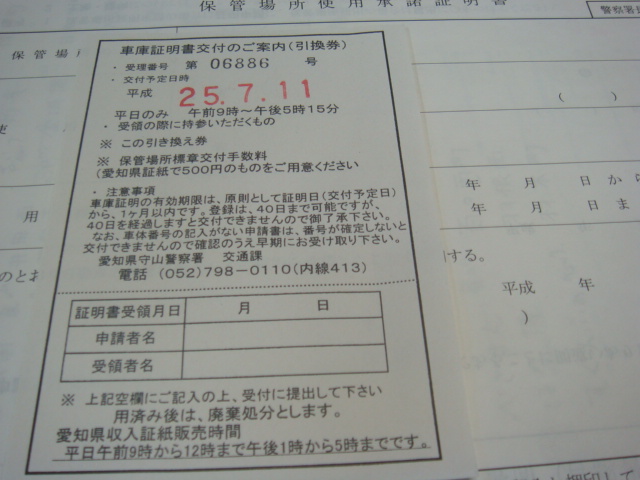 保管場所使用承諾証明書
警察署
保管場所
車庫証明書交付のご案内(引換券)
・受理番号 第 06886 号
・交付予定日時
平成 25.7.11
平日のみ 午前9時～午後5時15分
・受領の際に持参いただくもの
※ この引き換え券
※ 保管場所標章交付手数料
(愛知県証紙で500円のものをご用意ください
・注意事項
車庫証明の有効期限は、原則として証明日(交付予定日)
から、1ヶ月以内です。登録は、40日まで可能ですが、
40日を経過しますと交付できませんので御了承下さい。
なお、車体番号の記入がない申請書は、番号が確定しないと
交付できませんので確認のうえ早期にお受け取り下さい。
愛知県守山警察署 交通課
電話 (052)798-0110(内線413)
証明書受領月日 月 日
申請者名
受領者名
※ 上記空欄にご記入の上、受付に提出して下さい
用済み後は、廃棄処分とします。
愛知県収入証紙販売時間
平日午前9時から12時まで午後1時から5時までです。
( )
年 月 日から
年 月 日ま
用
のとお
する。
平成 年
)